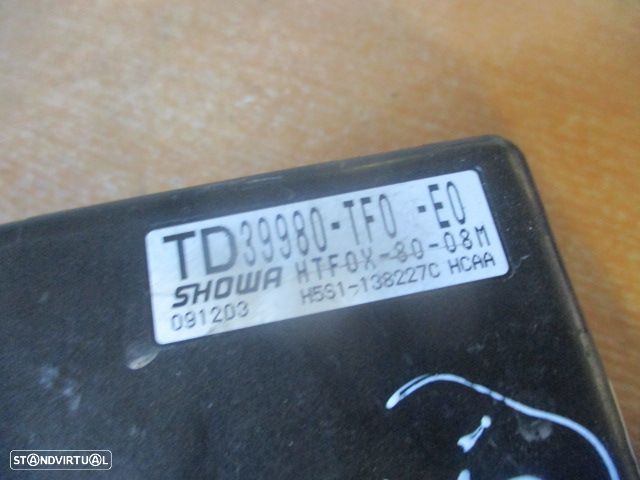 TD39980-TF0 -E0
SHOWA HTF0X-80-08M
091203 H5S1-138227C HCAA
STANDVIRTUAL